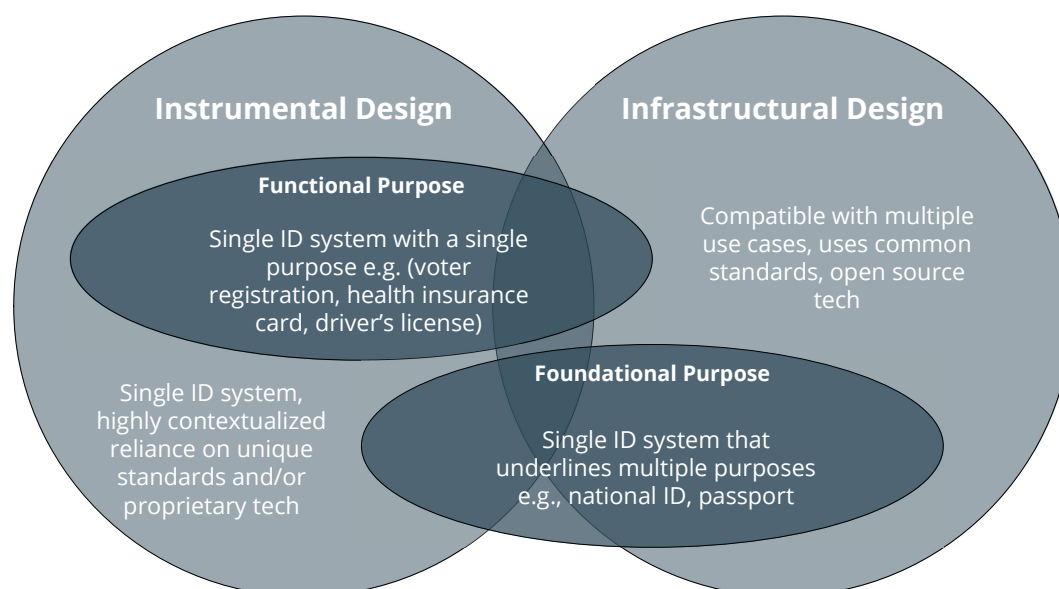 Instrumental Design
Infrastructural Design
Functional Purpose
Single ID system with a single
purpose e.g. (voter
registration, health insurance
card, driver’s license)
Compatible with multiple
use cases, uses common
standards, open source
tech
Single ID system,
highly contextualized
reliance on unique
standards and/or
proprietary tech
Foundational Purpose
Single ID system that
underlines multiple purposes
e.g., national ID, passport